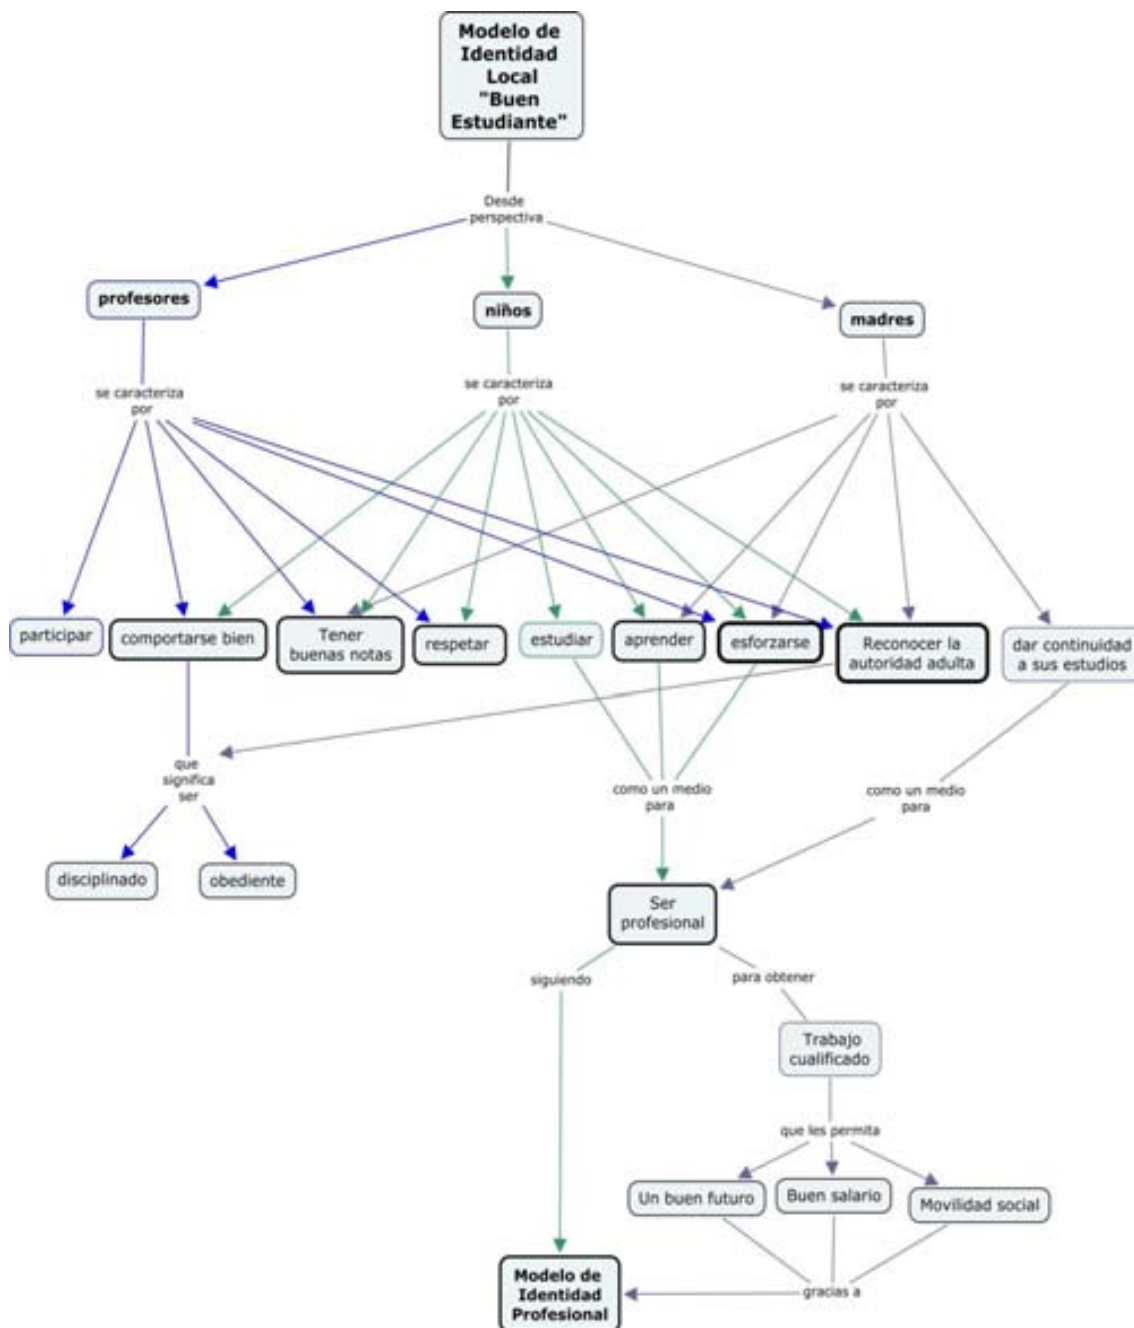 Modelo de
Identidad
Local
"Buen
Estudiante"
Desde
perspectiva
profesores
niños
madres
se caracteriza
por
se caracteriza
por
se caracteriza
por
participar
comportarse bien
Tener
buenas notas
respetar
estudiar
aprender
esforzarse
Reconocer la
autoridad adulta
dar continuidad
a sus estudios
que
significa
ser
como un medio
para
como un medio
para
disciplinado
obediente
Ser
profesional
siguiendo
para obtener
Trabajo
cualificado
que les permita
Un buen futuro
Buen salario
Movilidad social
gracias a
Modelo de
Identidad
Profesional